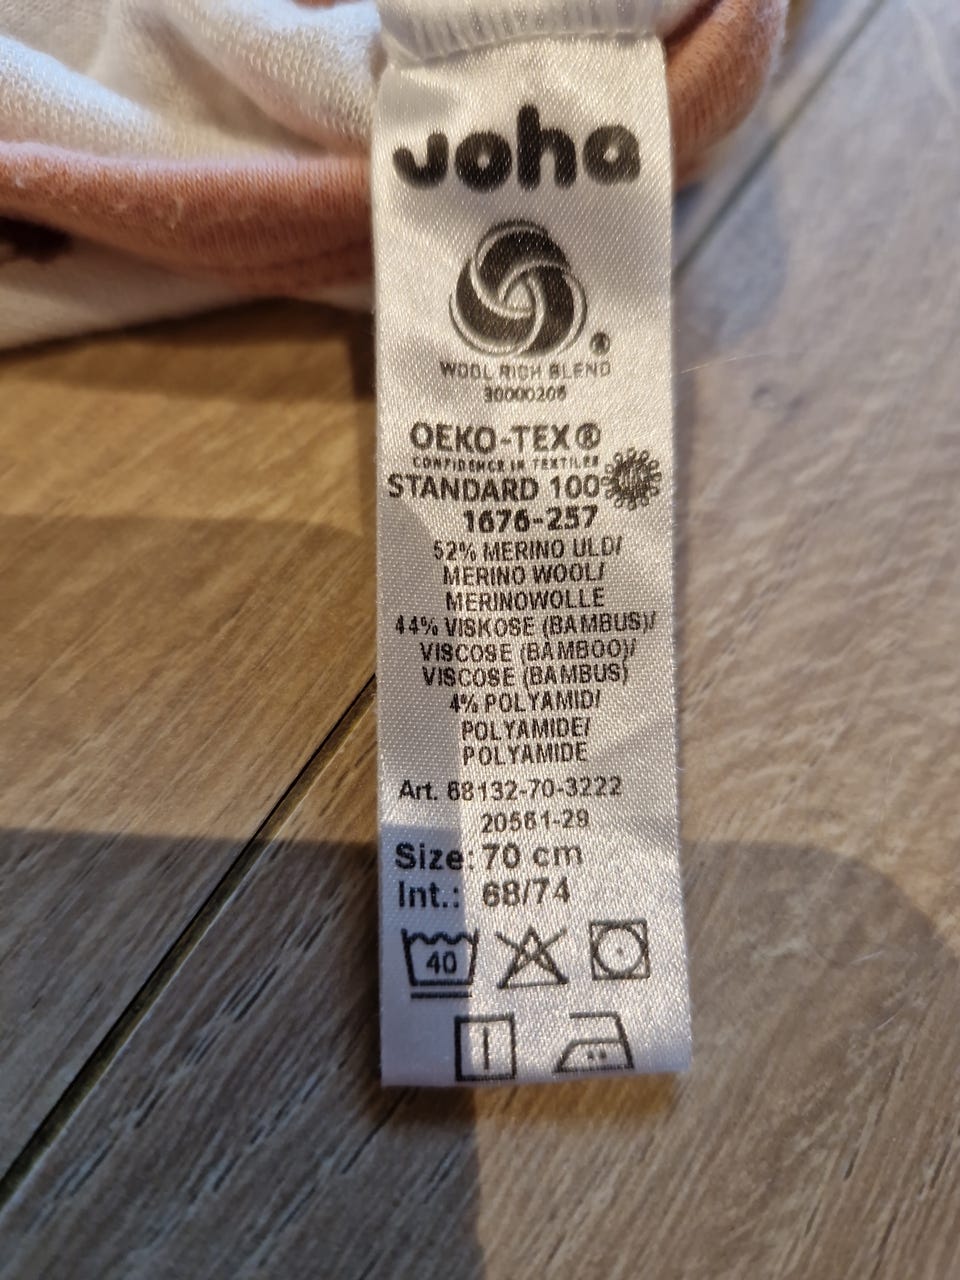 Joha
WOOL RICH BLEND
30000206
OEKO-TEX®
CONFIDENCE IN TEXTILES
STANDARD 100
1676-257
52% MERINO ULD/
MERINO WOOL/
MERINOWOLLE
44% VISKOSE (BAMBUS)/
VISCOSE (BAMBOO)/
VISCOSE (BAMBUS)
4% POLYAMID/
POLYAMIDE/
POLYAMIDE
Art. 68132-70-3222
20561-29
Size: 70 cm
Int.: 68/74
40